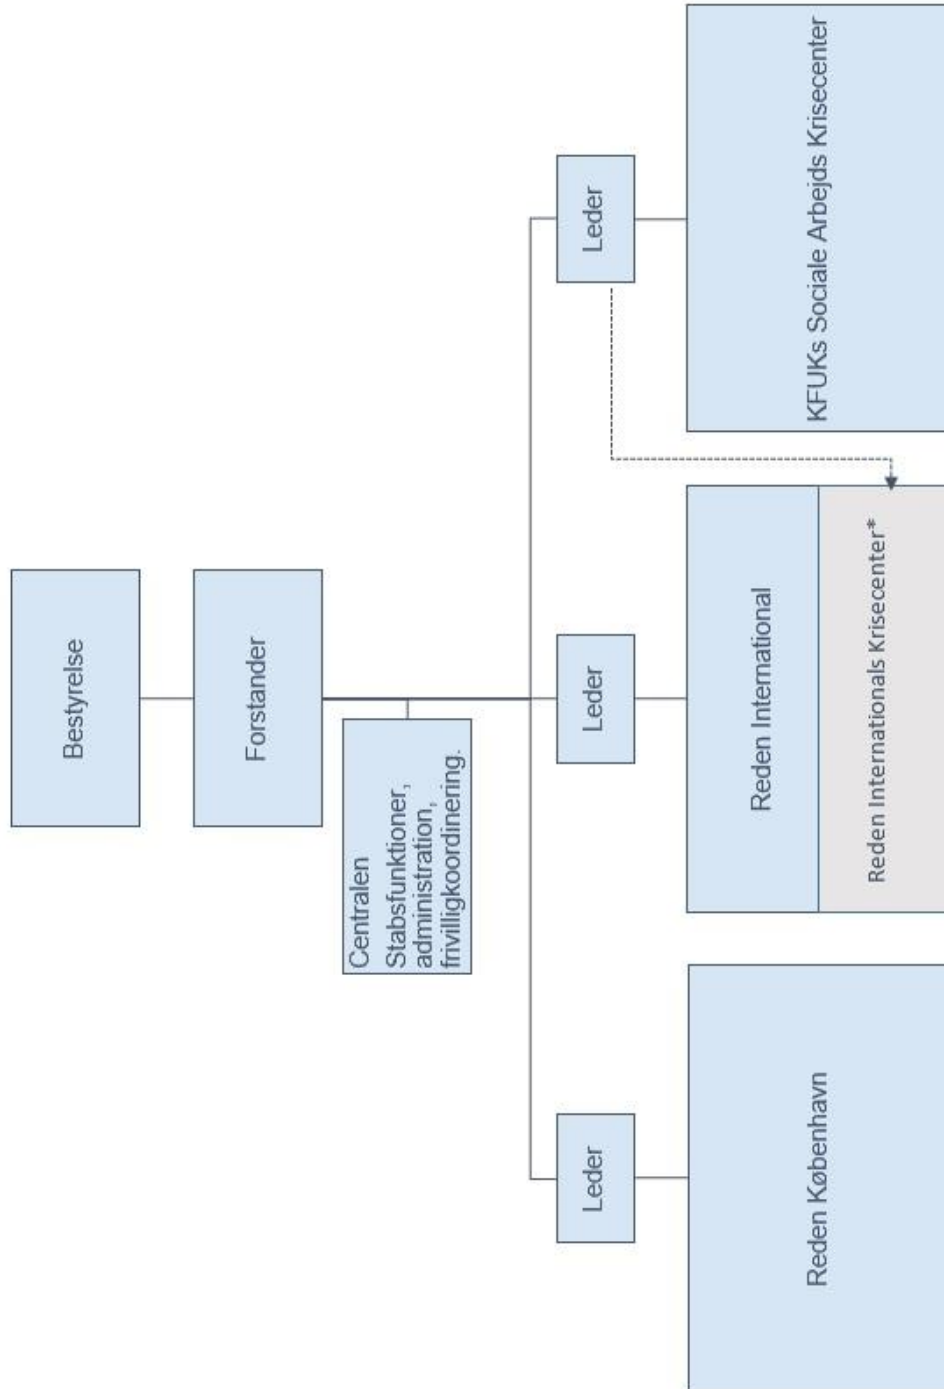 Bestyrelse
Forstander
Centralen
Stabsfunktioner,
administration,
frivilligkoordinering.
Leder
Leder
Leder
Reden København
Reden International
Reden Internationals Krisecenter*
KFUKs Sociale Arbejds Krisecenter